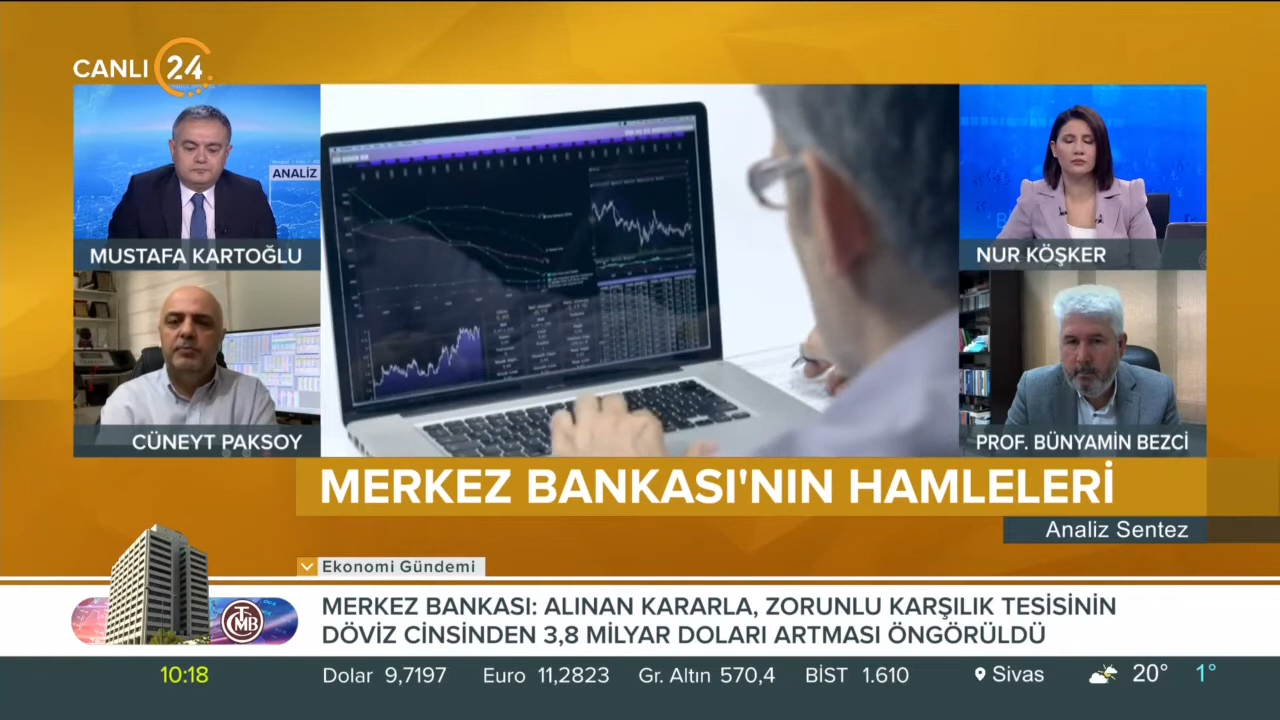 CANLI 24
ANALİZ
MUSTAFA KARTOĞLU
NUR KÖŞKER
CÜNEYT PAKSOY
PROF. BÜNYAMİN BEZCİ
MERKEZ BANKASI'NIN HAMLELERİ
Analiz Sentez
Ekonomi Gündemi
MERKEZ BANKASI: ALINAN KARARLA, ZORUNLU KARŞILIK TESİSİNİN
DÖVİZ CİNSİNDEN 3,8 MİLYAR DOLARI ARTMASI ÖNGÖRÜLDÜ
10:18 Dolar 9,7197 Euro 11,2823 Gr. Altın 570,4 BİST 1.610 Sivas 20° 1°